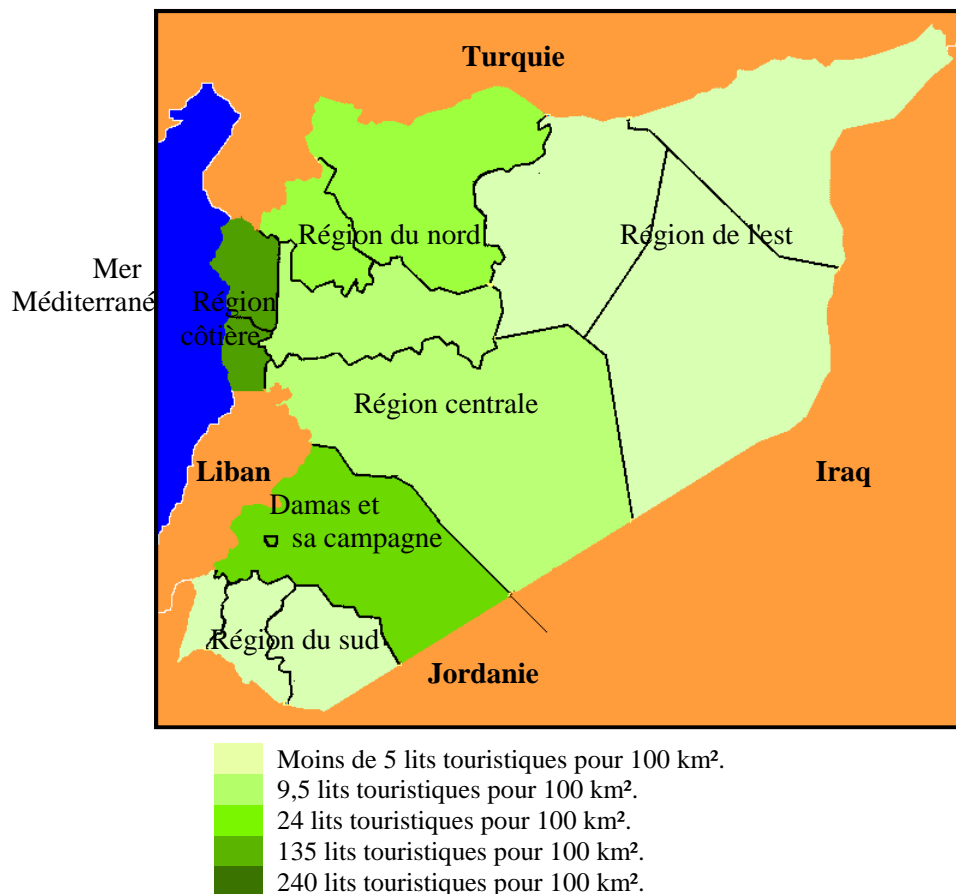 Turquie
Région du nord
Région de l'est
Mer
Méditerrané
Région
côtière
Région centrale
Liban
Iraq
Damas et
sa campagne
Région du sud
Jordanie
Moins de 5 lits touristiques pour 100 km².
9,5 lits touristiques pour 100 km².
24 lits touristiques pour 100 km².
135 lits touristiques pour 100 km².
240 lits touristiques pour 100 km².